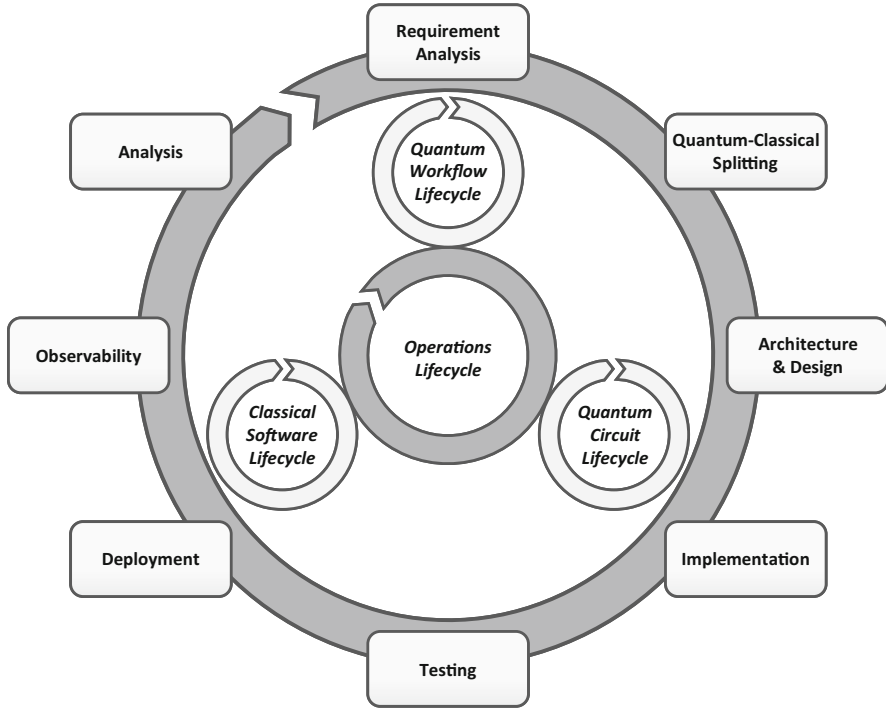 Requirement
Analysis
Quantum-Classical
Splitting
Architecture
& Design
Implementation
Testing
Deployment
Observability
Analysis
Quantum
Workflow
Lifecycle
Operations
Lifecycle
Classical
Software
Lifecycle
Quantum
Circuit
Lifecycle